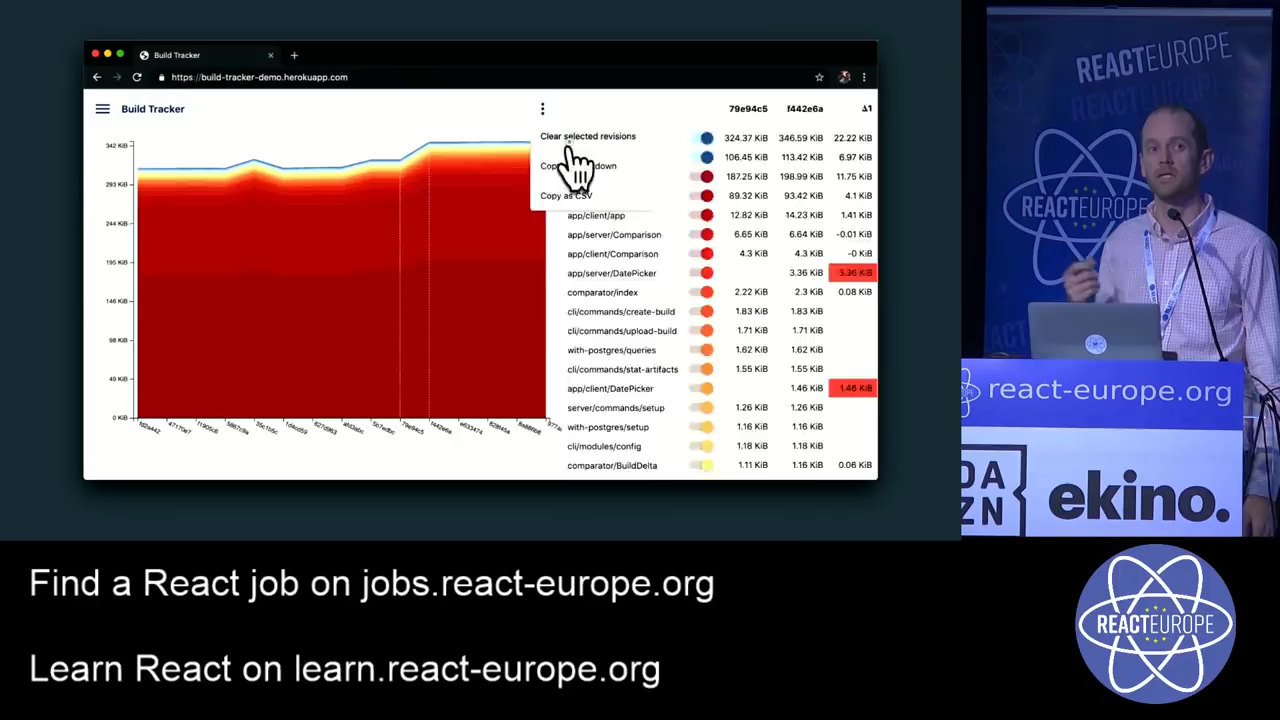 Build Tracker
https://build-tracker-demo.herokuapp.com
Build Tracker
79e94c5 f442e6a Δ1
Clear selected revisions
324.37 KiB 346.59 KiB 22.22 KiB
106.45 KiB 113.42 KiB 6.97 KiB
187.25 KiB 198.99 KiB 11.75 KiB
Copy as CSV
89.32 KiB 93.42 KiB 4.1 KiB
app/client/app 12.82 KiB 14.23 KiB 1.41 KiB
app/server/Comparison 6.65 KiB 6.64 KiB -0.01 KiB
app/client/Comparison 4.3 KiB 4.3 KiB -0 KiB
app/server/DatePicker 3.36 KiB 3.36 KiB
comparator/index 2.22 KiB 2.3 KiB 0.08 KiB
cli/commands/create-build 1.83 KiB 1.83 KiB
cli/commands/upload-build 1.71 KiB 1.71 KiB
with-postgres/queries 1.62 KiB 1.62 KiB
cli/commands/stat-artifacts 1.55 KiB 1.55 KiB
app/client/DatePicker 1.46 KiB 1.46 KiB
server/commands/setup 1.26 KiB 1.26 KiB
with-postgres/setup 1.16 KiB 1.16 KiB
cli/modules/config 1.16 KiB 1.16 KiB
comparator/BuildDelta 1.11 KiB 1.16 KiB 0.06 KiB
342 KiB
293 KiB
244 KiB
195 KiB
146 KiB
98 KiB
49 KiB
0 KiB
79e94c5 f442e6a
REACTEUROPE
REACTEUROPE
REACTEUROPE
react-europe.org
DA
ZN
ekino.
Find a React job on jobs.react-europe.org
Learn React on learn.react-europe.org
REACTEUROPE